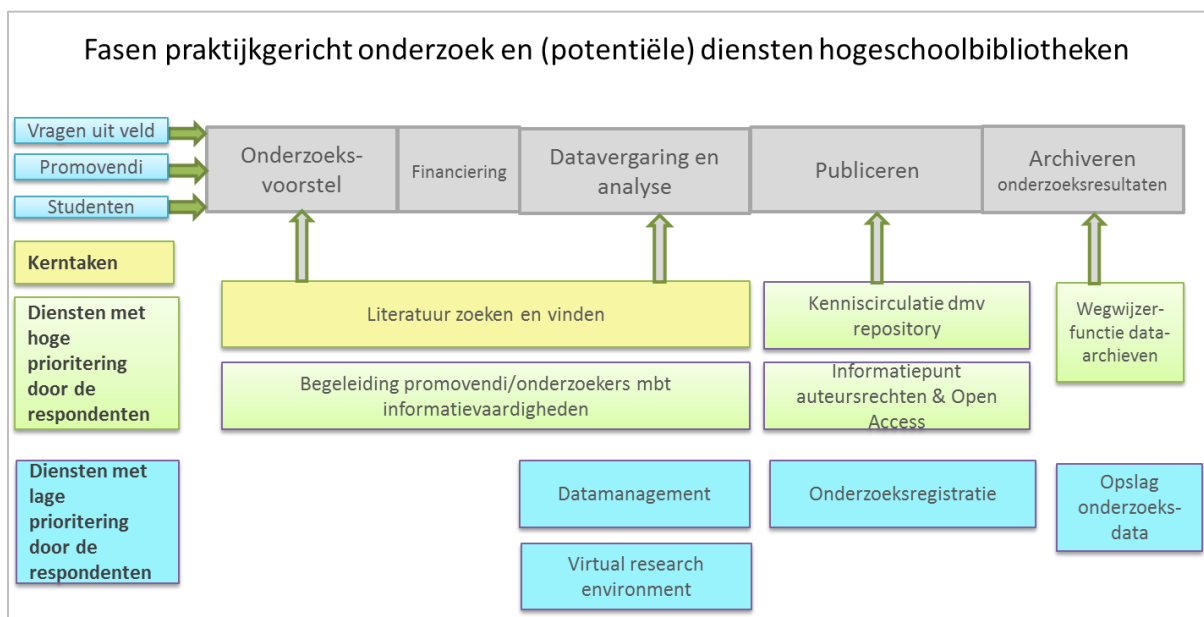 Fasen praktijkgericht onderzoek en (potentiële) diensten hogeschoolbibliotheken
Vragen uit veld
Promovendi
Studenten
Onderzoeks-
voorstel
Financiering
Datavergaring en
analyse
Publiceren
Archiveren
onderzoeksresultaten
Kerntaken
Literatuur zoeken en vinden
Diensten met
hoge
prioritering
door de
respondenten
Kenniscirculatie dmv
repository
Wegwijzer-
functie data-
archieven
Begeleiding promovendi/onderzoekers mbt
informatievaardigheden
Informatiepunt
auteursrechten & Open
Access
Diensten met
lage
prioritering
door de
respondenten
Datamanagement
Onderzoeksregistratie
Opslag
onderzoeks-
data
Virtual research
environment